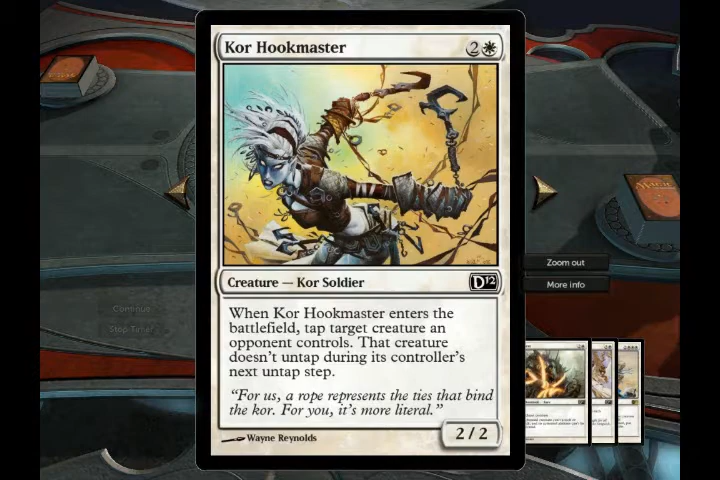 Kor Hookmaster
2
Creature — Kor Soldier
D12
When Kor Hookmaster enters the
battlefield, tap target creature an
opponent controls. That creature
doesn't untap during its controller's
next untap step.
"For us, a rope represents the ties that bind
the kor. For you, it's more literal."
Wayne Reynolds
2/2
Continue
Stop Timer
Zoom out
More info
MAGIC